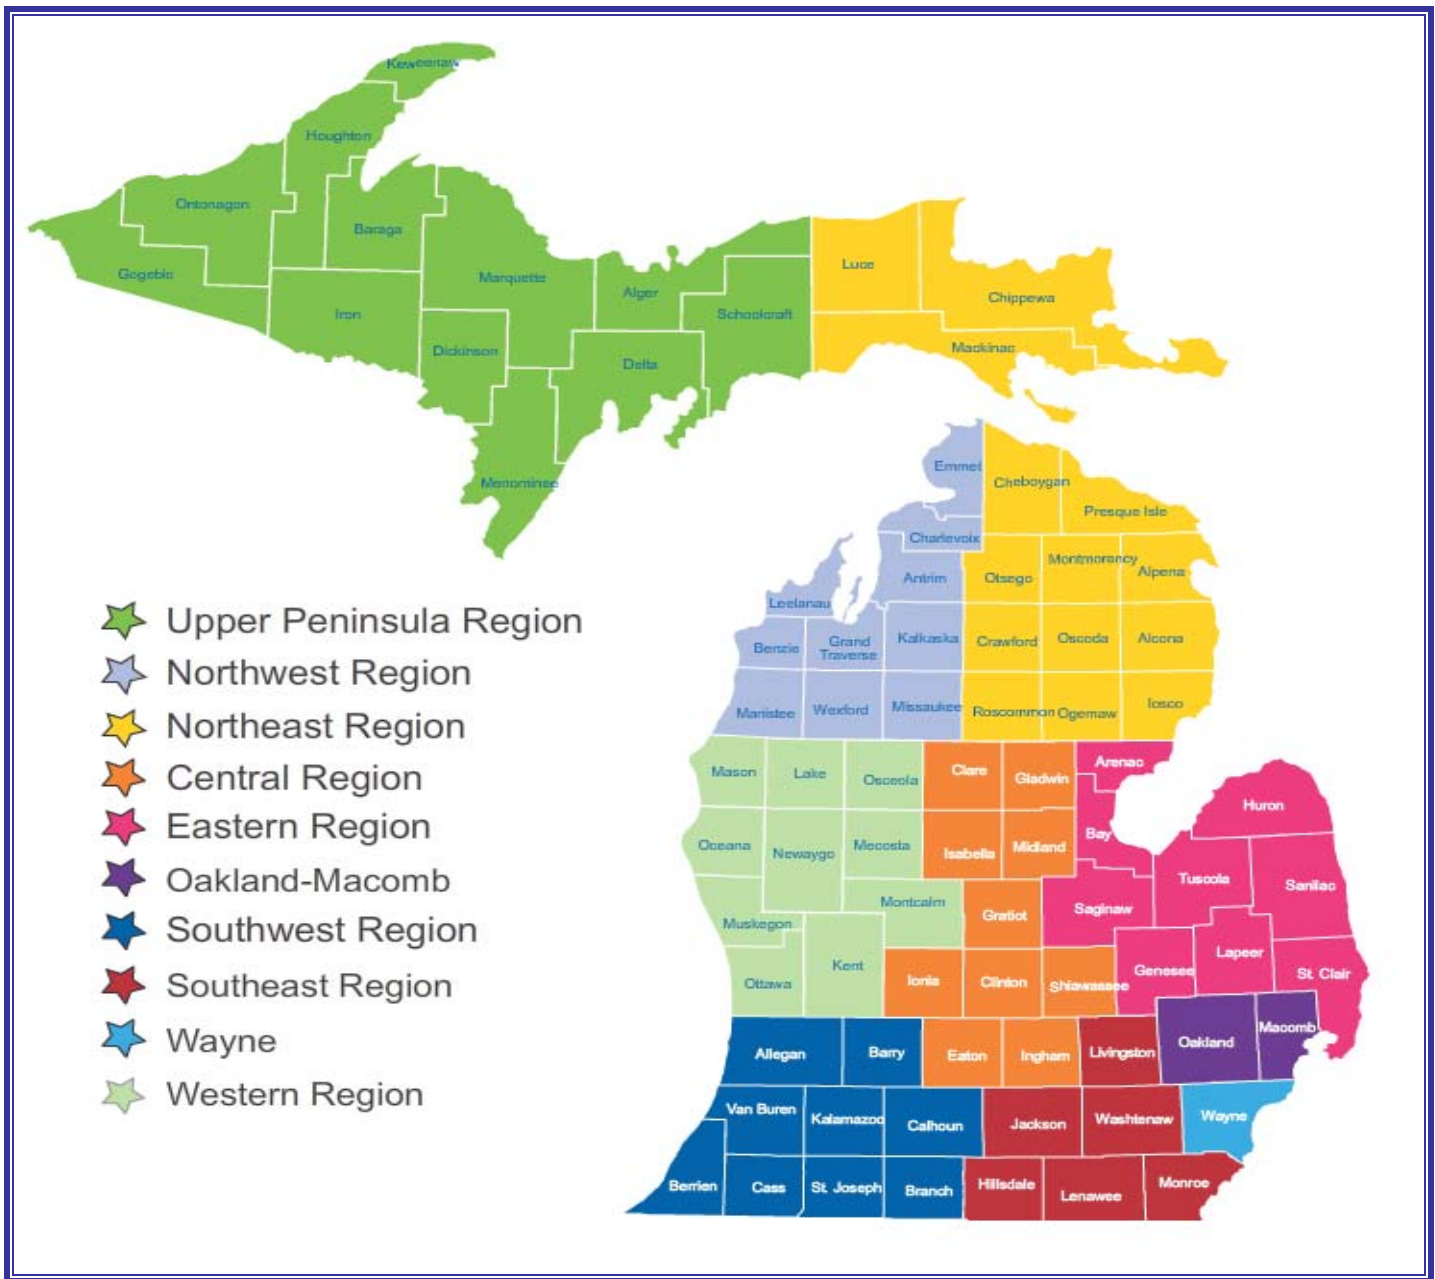 Keweenaw
Houghton
Ontonagon
Baraga
Gogebic
Marquette
Iron
Alger
Schoolcraft
Dickinson
Delta
Menominee
Luce
Chippewa
Mackinac
Emmet
Cheboygan
Presque Isle
Charlevoix
Antrim
Otsego
Montmorency
Alpena
Leelanau
Benzie
Grand
Traverse
Kalkaska
Crawford
Oscoda
Alcona
Manistee
Wexford
Missaukee
Roscommon
Ogemaw
Iosco
Upper Peninsula Region
Northwest Region
Northeast Region
Central Region
Eastern Region
Oakland-Macomb
Southwest Region
Southeast Region
Wayne
Western Region
Mason
Lake
Osceola
Clare
Gladwin
Arenac
Huron
Oceana
Newaygo
Mecosta
Isabella
Midland
Bay
Tuscola
Sanilac
Muskegon
Montcalm
Gratiot
Saginaw
Ottawa
Kent
Ionia
Clinton
Shiawassee
Genesee
Lapeer
St. Clair
Allegan
Barry
Eaton
Ingham
Livingston
Oakland
Macomb
Van Buren
Kalamazoo
Calhoun
Jackson
Washtenaw
Wayne
Berrien
Cass
St. Joseph
Branch
Hillsdale
Lenawee
Monroe